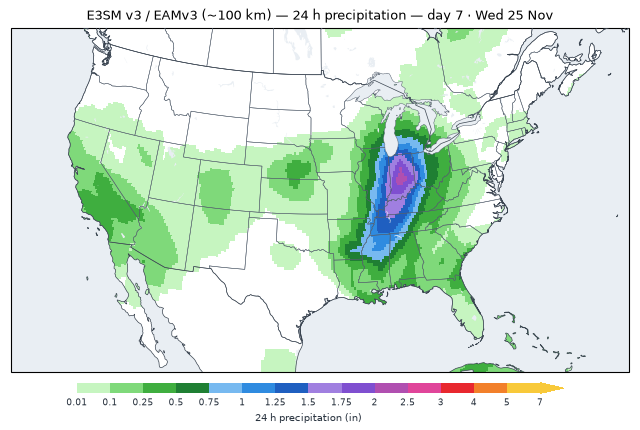 E3SM v3 / EAMv3 (~100 km) — 24 h precipitation — day 7 · Wed 25 Nov
0.01 0.1 0.25 0.5 0.75 1 1.25 1.5 1.75 2 2.5 3 4 5 7
24 h precipitation (in)